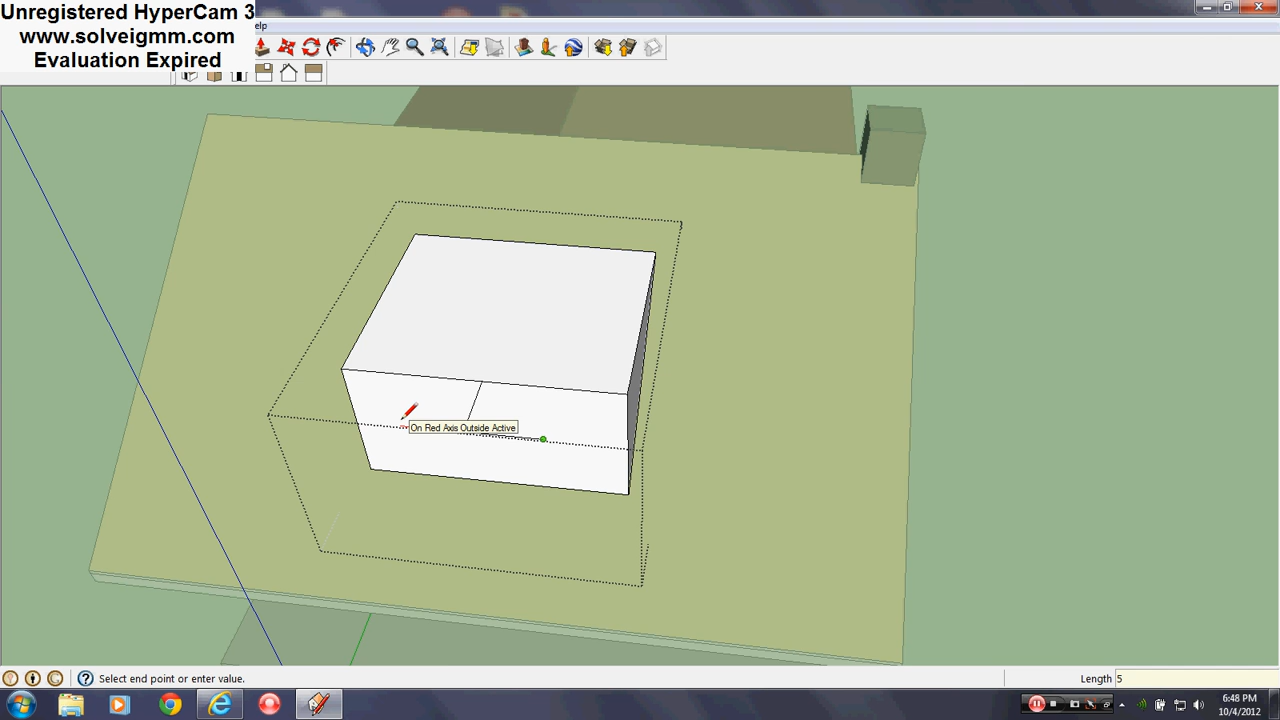 Unregistered HyperCam 3
www.solveigmm.com
Evaluation Expired
elp
On Red Axis Outside Active
Select end point or enter value.
Length 5
6:48 PM
10/4/2012